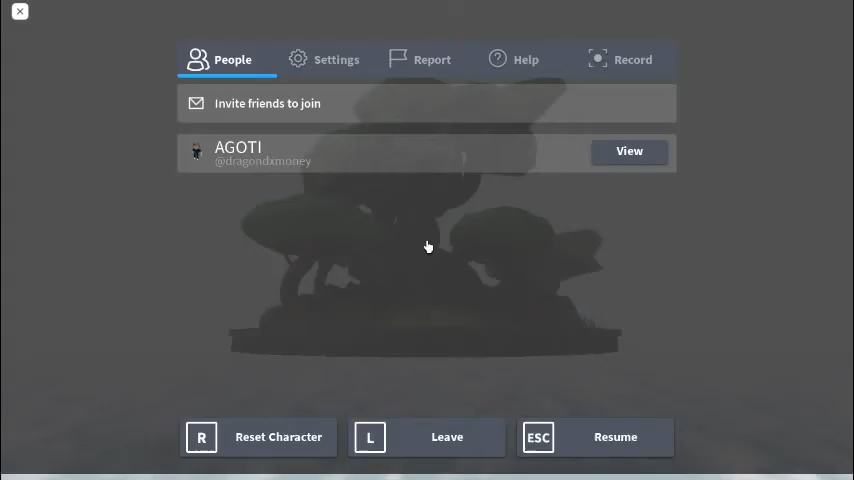 People
Settings
Report
Help
Record
Invite friends to join
AGOTI
@dragondxmoney
View
R
Reset Character
L
Leave
ESC
Resume